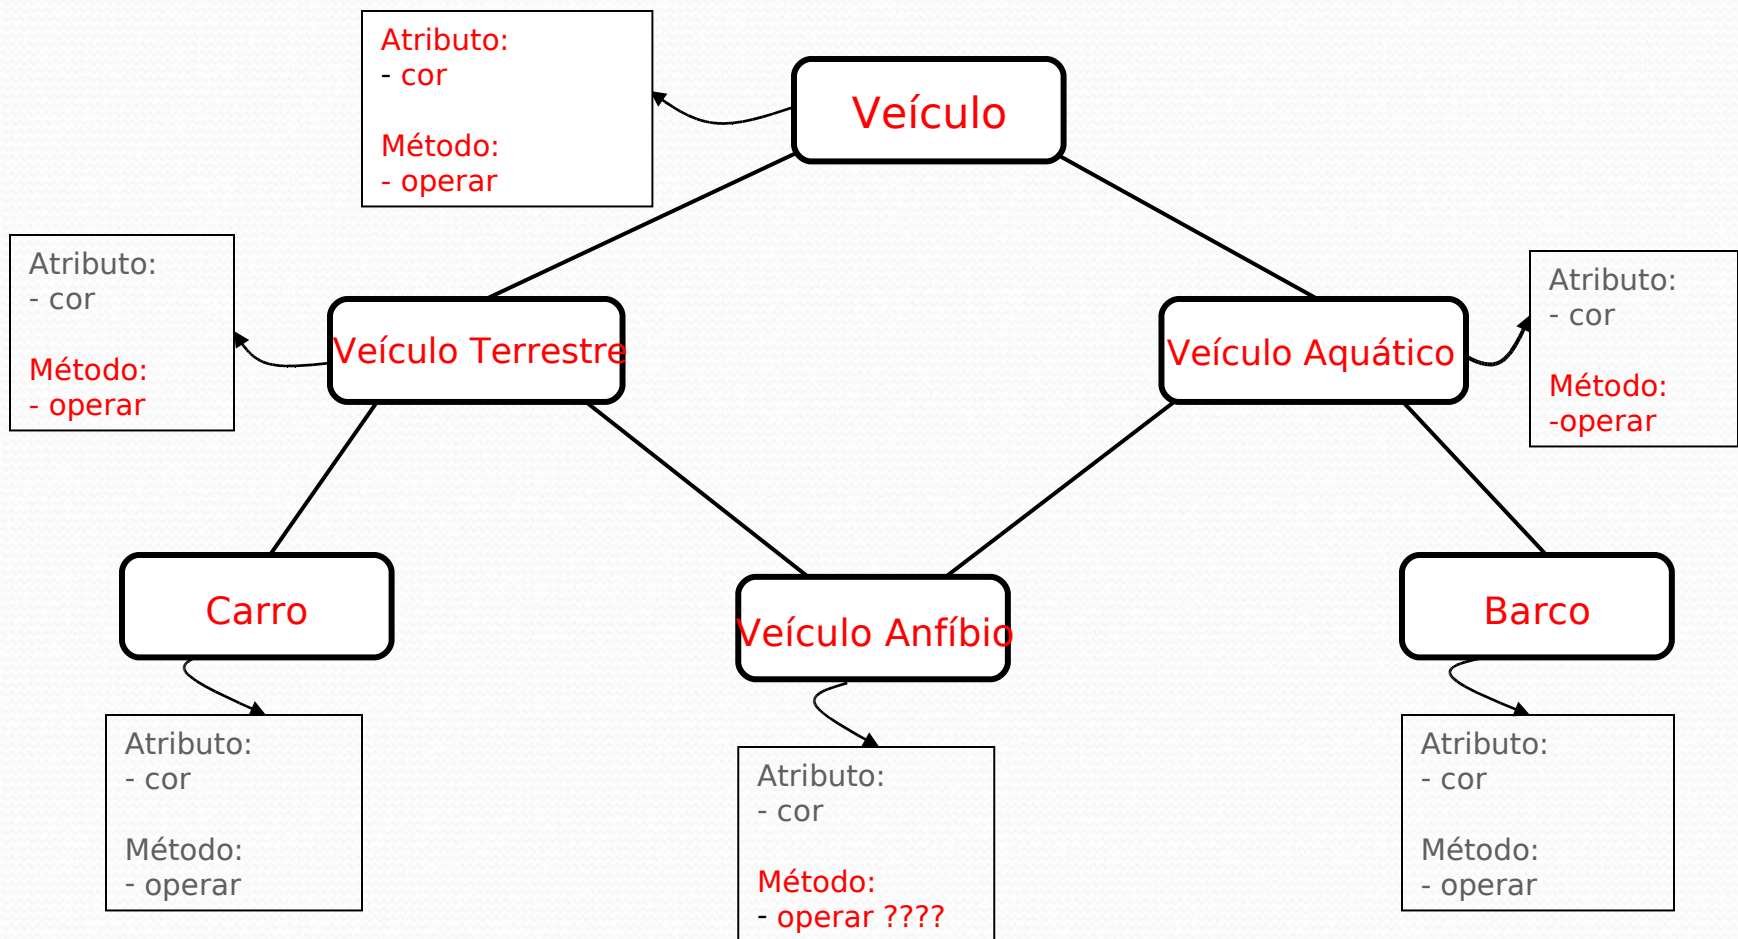 Atributo:
- cor
Método:
- operar
Veículo
Atributo:
- cor
Método:
- operar
Veículo Terrestre
Veículo Aquático
Atributo:
- cor
Método:
-operar
Carro
Veículo Anfíbio
Barco
Atributo:
- cor
Método:
- operar
Atributo:
- cor
Método:
- operar ????
Atributo:
- cor
Método:
- operar